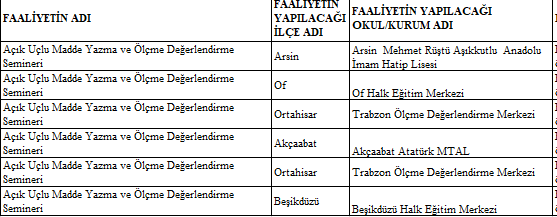 FAALİYETİN ADI
FAALİYETİN
YAPILACAĞI
İLÇE ADI
FAALİYETİN YAPILACAĞI
OKUL/KURUM ADI
Açık Uçlu Madde Yazma ve Ölçme Değerlendirme
Semineri
Arsin
Arsin Mehmet Rüştü Aşıkkutlu Anadolu
İmam Hatip Lisesi
Açık Uçlu Madde Yazma ve Ölçme Değerlendirme
Semineri
Of
Of Halk Eğitim Merkezi
Açık Uçlu Madde Yazma ve Ölçme Değerlendirme
Semineri
Ortahisar
Trabzon Ölçme Değerlendirme Merkezi
Açık Uçlu Madde Yazma ve Ölçme Değerlendirme
Semineri
Akçaabat
Akçaabat Atatürk MTAL
Açık Uçlu Madde Yazma ve Ölçme Değerlendirme
Semineri
Ortahisar
Trabzon Ölçme Değerlendirme Merkezi
Açık Uçlu Madde Yazma ve Ölçme Değerlendirme
Semineri
Beşikdüzü
Beşikdüzü Halk Eğitim Merkezi